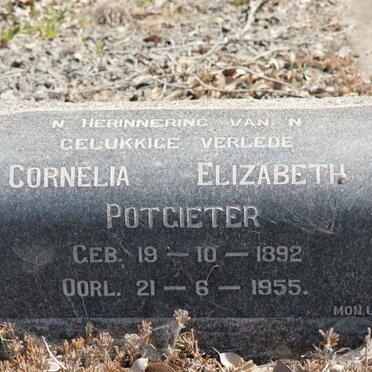 'N HERINNERING VAN 'N
GELUKKIGE VERLEDE
CORNELIA ELIZABETH
POTGIETER
GEB. 19 — 10 — 1892
OORL. 21 — 6 — 1955.